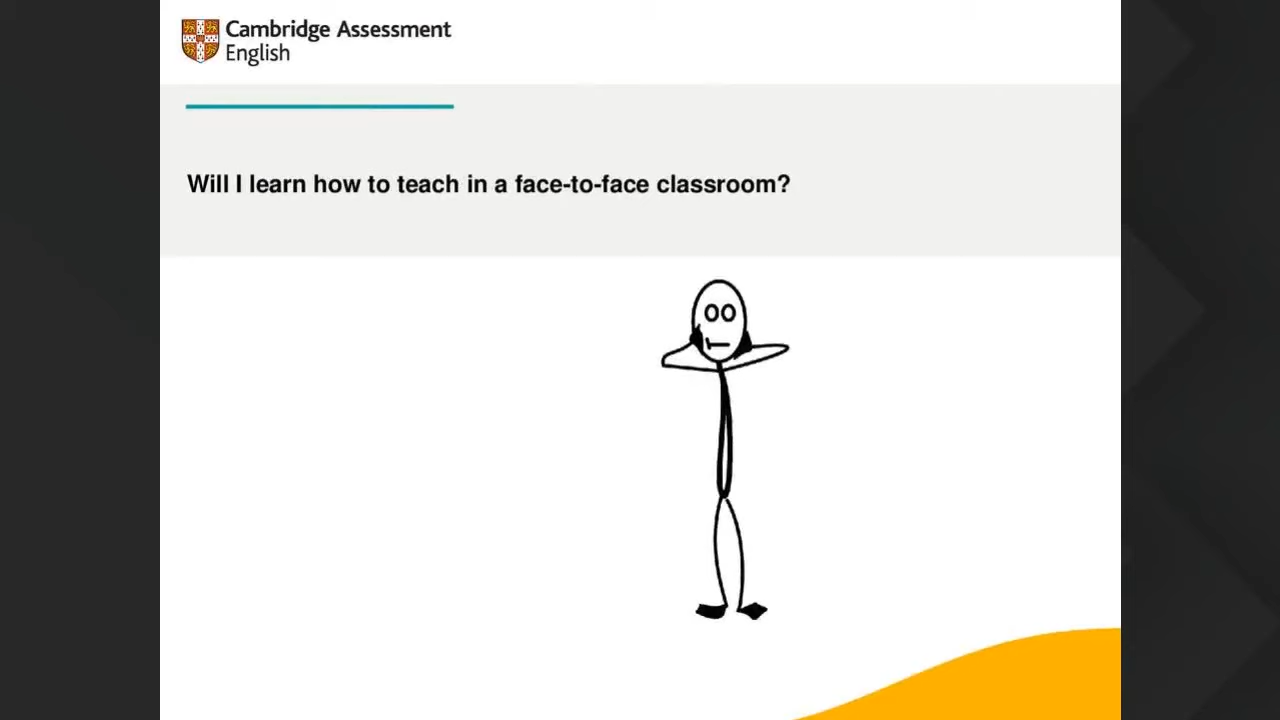 Cambridge Assessment
English
Will I learn how to teach in a face-to-face classroom?